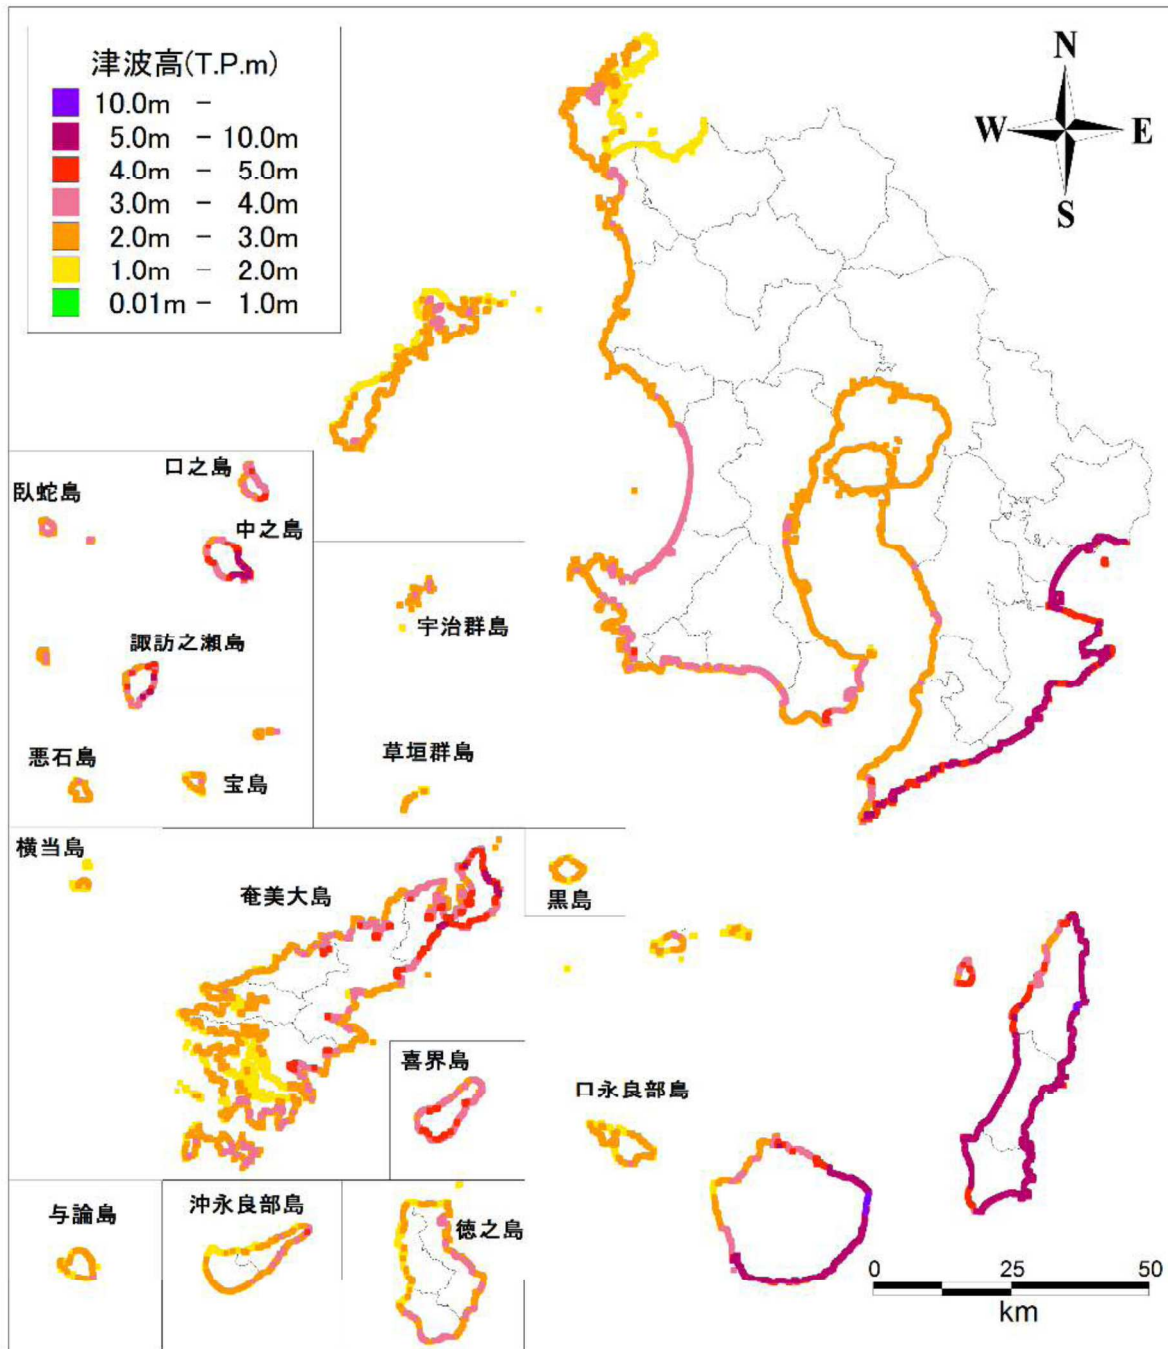 津波高(T.P.m)
10.0m -
5.0m - 10.0m
4.0m - 5.0m
3.0m - 4.0m
2.0m - 3.0m
1.0m - 2.0m
0.01m - 1.0m
N
W E
S
口之島
臥蛇島
中之島
諏訪之瀬島
宇治群島
悪石島
宝島
草垣群島
横当島
奄美大島
黒島
喜界島
口永良部島
与論島
沖永良部島
徳之島
0 25 50
km